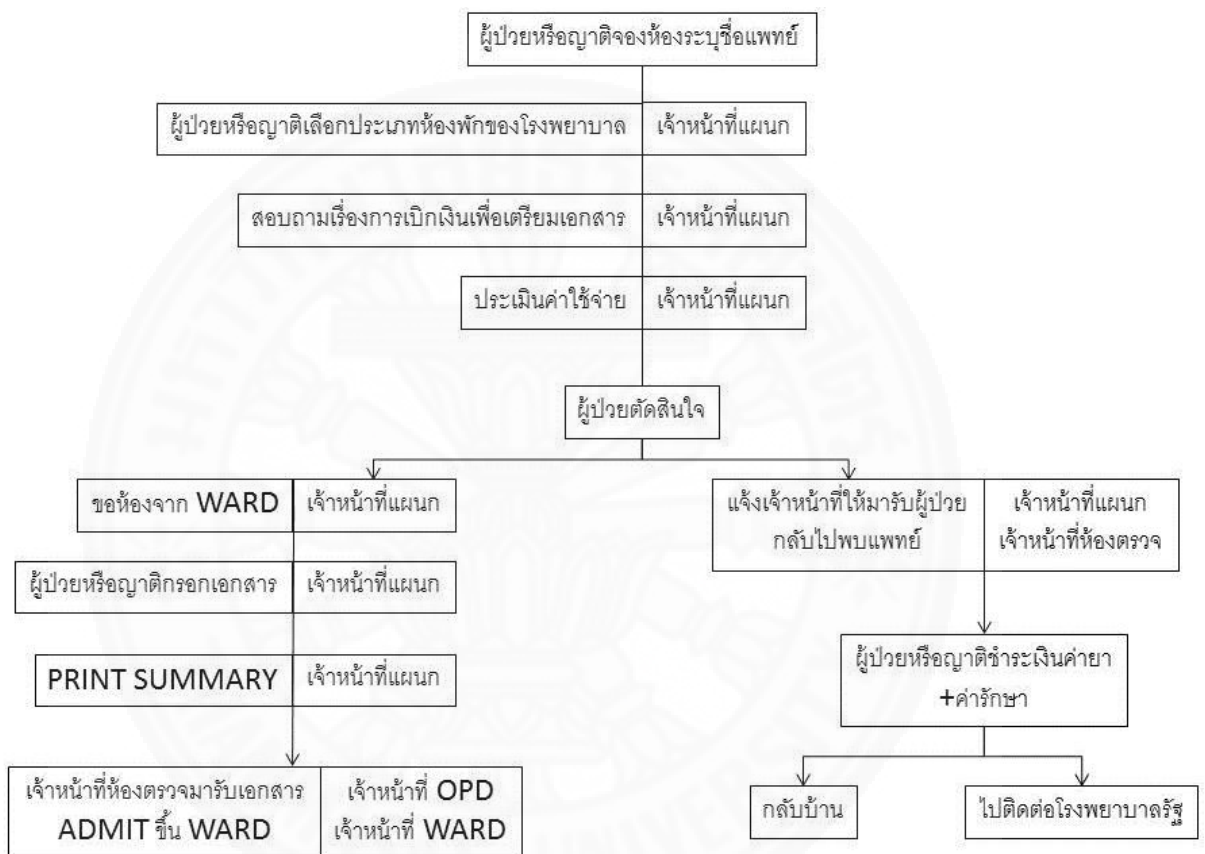 ผู้ป่วยหรือญาติจองห้องระบุชื่อแพทย์
ผู้ป่วยหรือญาติเลือกประเภทห้องพักของโรงพยาบาล เจ้าหน้าที่แผนก
สอบถามเรื่องการเบิกเงินเพื่อเตรียมเอกสาร เจ้าหน้าที่แผนก
ประเมินค่าใช้จ่าย เจ้าหน้าที่แผนก
ผู้ป่วยตัดสินใจ
ขอห้องจาก WARD เจ้าหน้าที่แผนก
ผู้ป่วยหรือญาติกรอกเอกสาร เจ้าหน้าที่แผนก
PRINT SUMMARY เจ้าหน้าที่แผนก
เจ้าหน้าที่ห้องตรวจมารับเอกสาร
ADMIT ขึ้น WARD
เจ้าหน้าที่ OPD
เจ้าหน้าที่ WARD
แจ้งเจ้าหน้าที่ให้มารับผู้ป่วย
กลับไปพบแพทย์
เจ้าหน้าที่แผนก
เจ้าหน้าที่ห้องตรวจ
ผู้ป่วยหรือญาติชำระเงินค่ายา
+ค่ารักษา
กลับบ้าน
ไปติดต่อโรงพยาบาลรัฐ